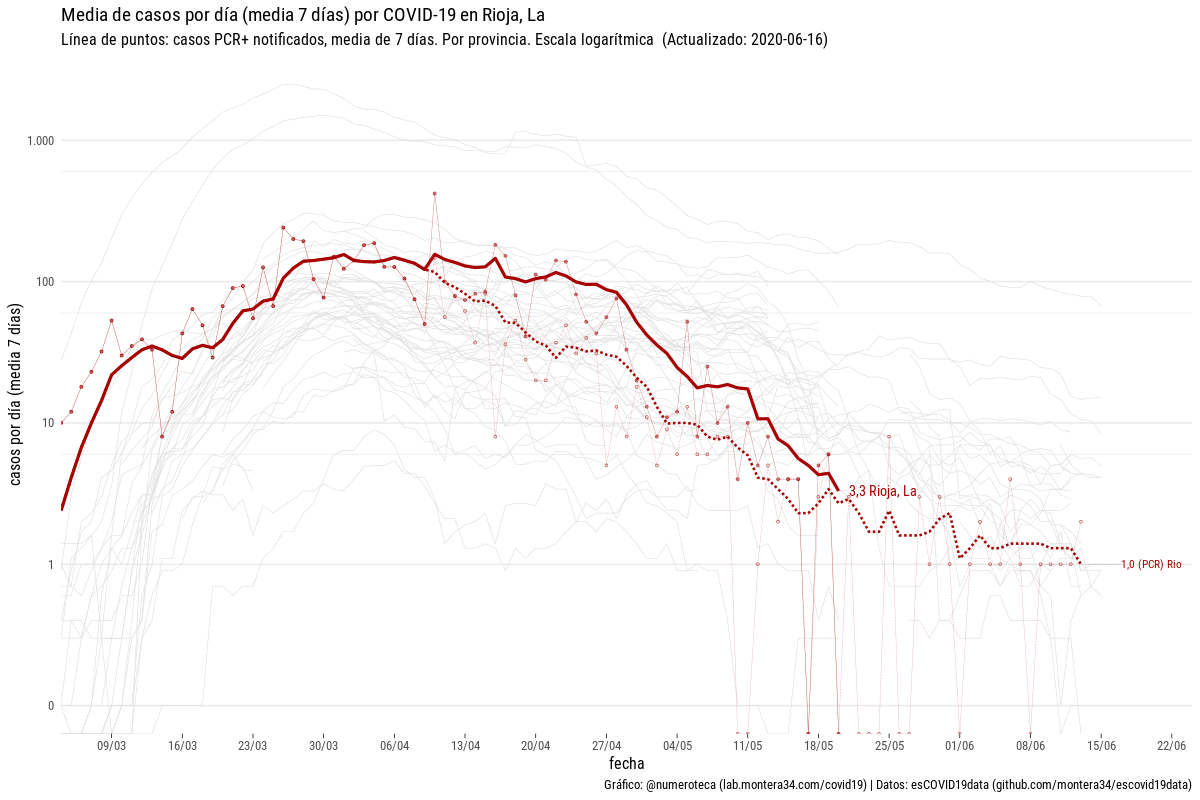 Media de casos por día (media 7 días) por COVID-19 en Rioja, La
Línea de puntos: casos PCR+ notificados, media de 7 días. Por provincia. Escala logarítmica  (Actualizado: 2020-06-16)
casos por día (media 7 días)
1.000
100
10
1
0
3,3 Rioja, La
1,0 (PCR) Rio
09/03 16/03 23/03 30/03 06/04 13/04 20/04 27/04 04/05 11/05 18/05 25/05 01/06 08/06 15/06 22/06
fecha
Gráfico: @numeroteca (lab.montera34.com/covid19) | Datos: esCOVID19data (github.com/montera34/escovid19data)